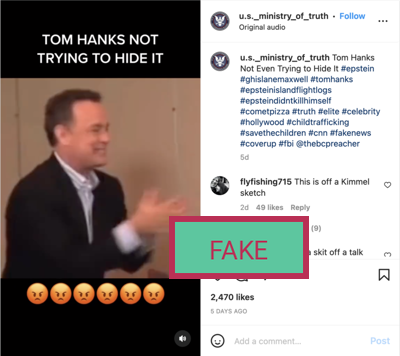 TOM HANKS NOT
TRYING TO HIDE IT
u.s._ministry_of_truth • Follow
Original audio
u.s._ministry_of_truth Tom Hanks
Not Even Trying to Hide It #epstein
#ghislanemaxwell #tomhanks
#epsteinislandflightlogs
#epsteindidntkillhimself
#cometpizza #truth #elite #celebrity
#hollywood #childtrafficking
#savethechildren #cnn #fakenews
#coverup #fbi @thebcpreacher
5d
flyfishing715 This is off a Kimmel
sketch
2d 49 likes Reply
(9)
skit off a talk
FAKE
2,470 likes
5 DAYS AGO
Add a comment...
Post